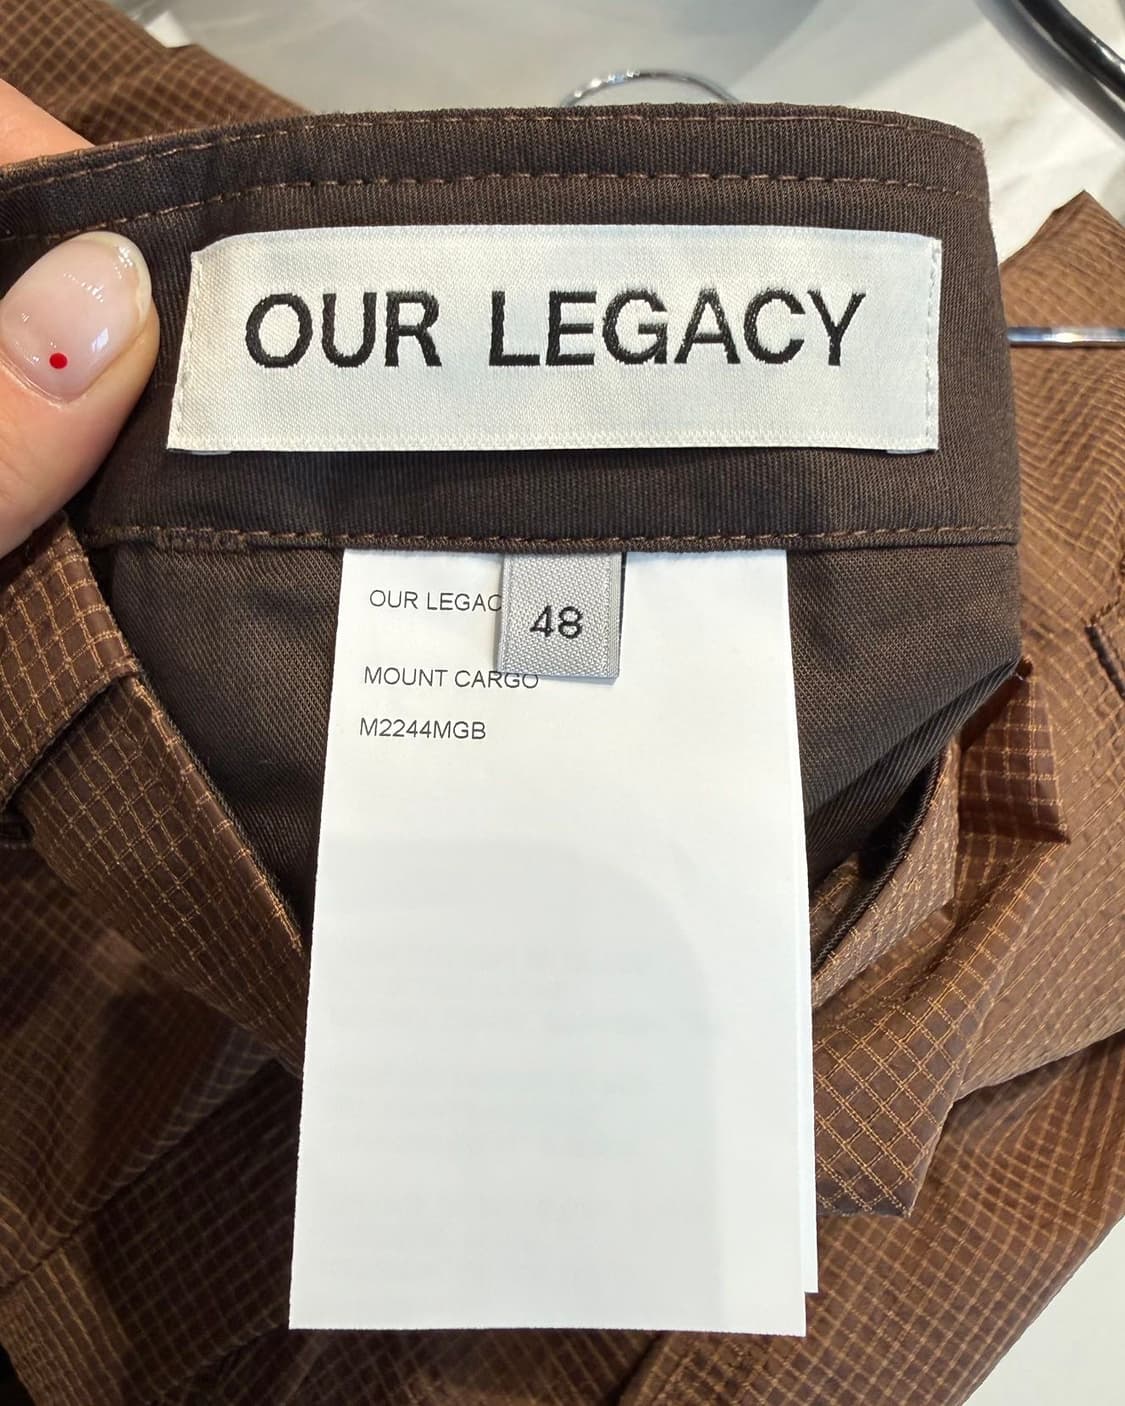 OUR LEGACY
OUR LEGAC
48
MOUNT CARGO
M2244MGB